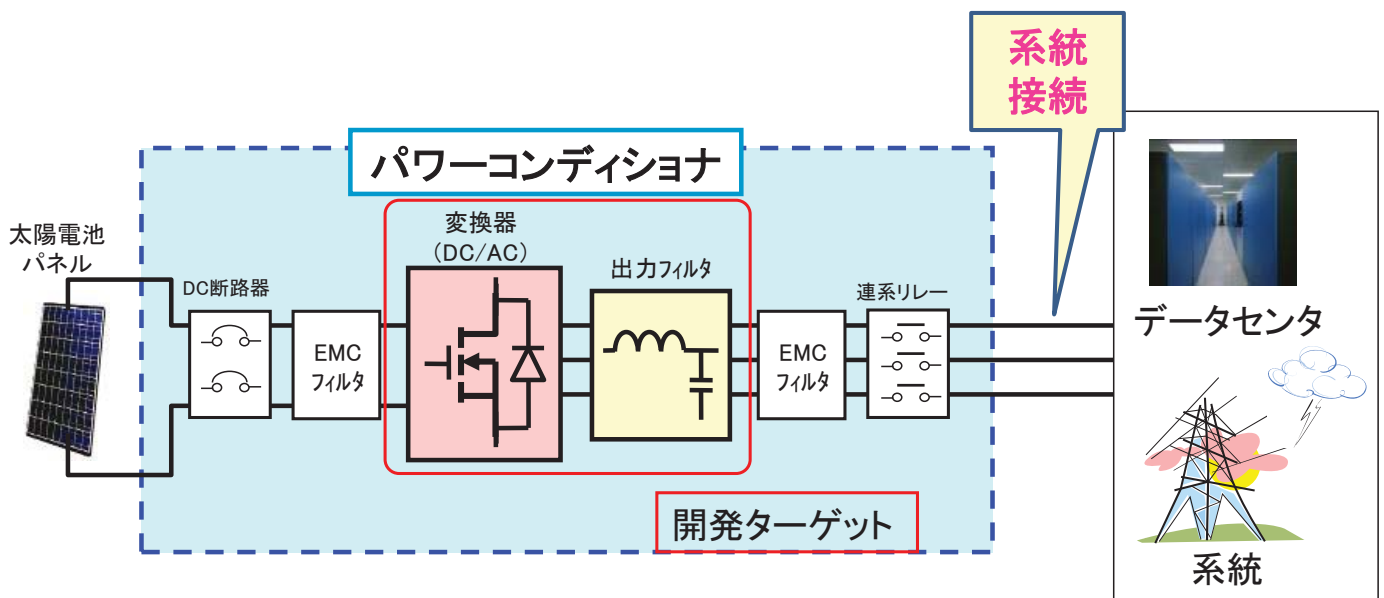 系統
接続
パワーコンディショナ
変換器
(DC/AC)
太陽電池
パネル
出力フィルタ
DC断路器
連系リレー
EMC
フィルタ
EMC
フィルタ
データセンタ
開発ターゲット
系統